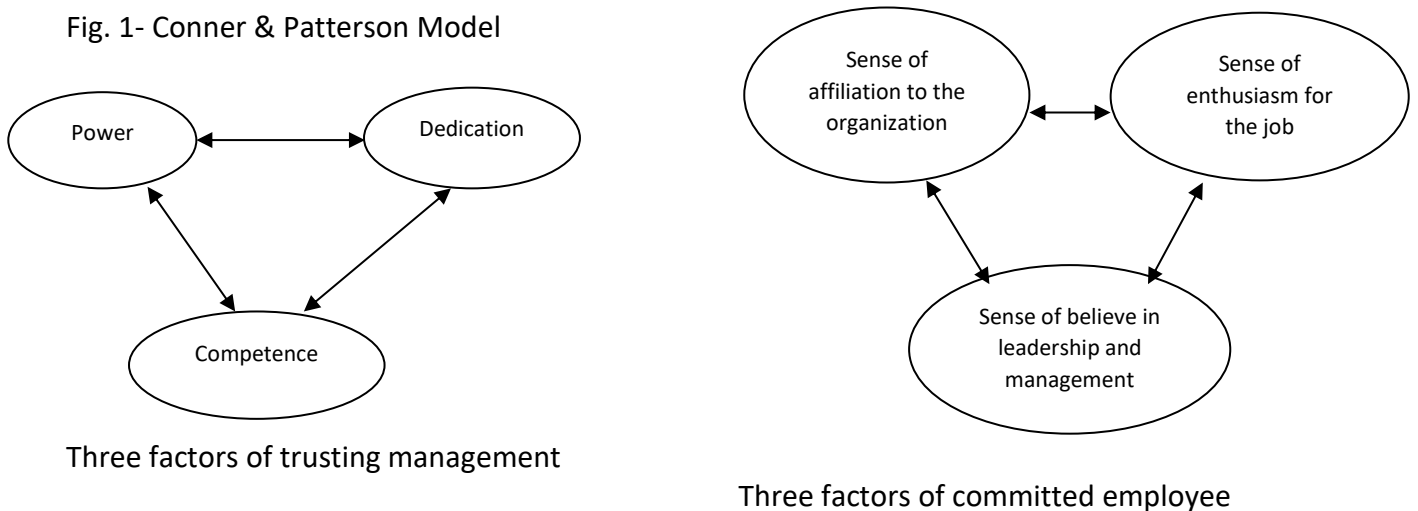 Fig. 1- Conner & Patterson Model
Power
Dedication
Competence
Three factors of trusting management
Sense of
affiliation to the
organization
Sense of
enthusiasm for
the job
Sense of believe in
leadership and
management
Three factors of committed employee